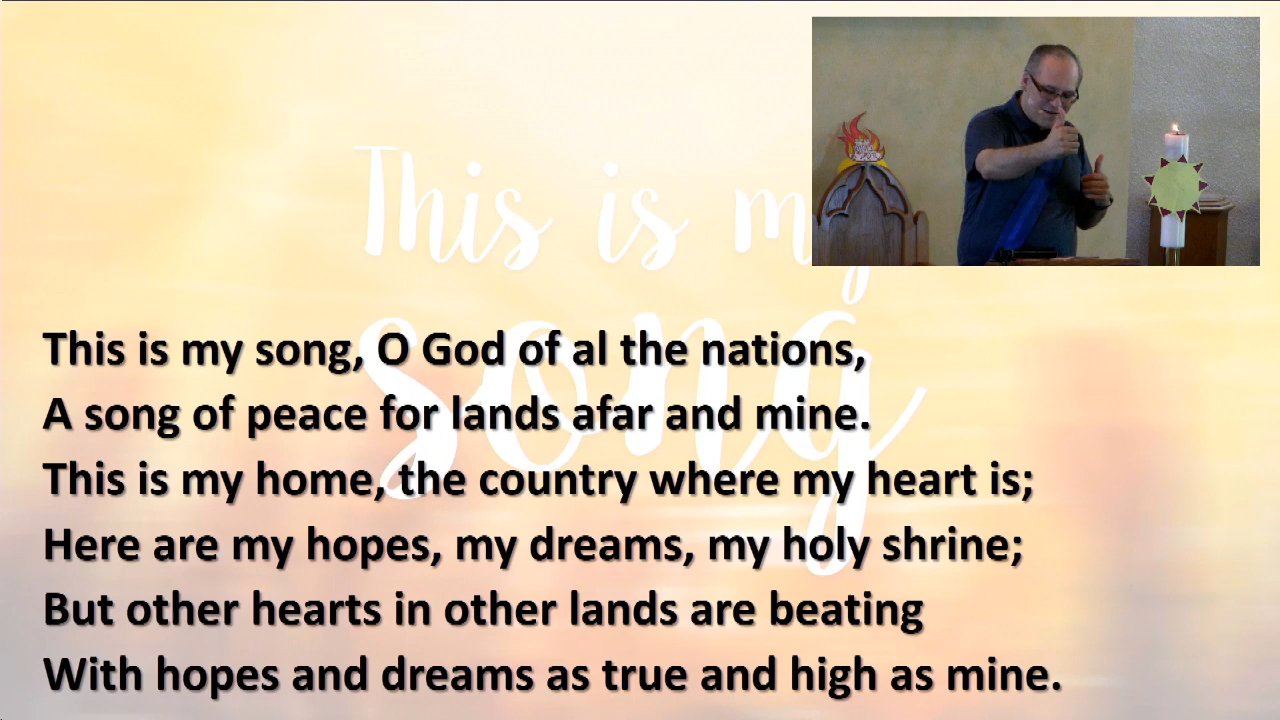 This is my
song
This is my song, O God of al the nations,
A song of peace for lands afar and mine.
This is my home, the country where my heart is;
Here are my hopes, my dreams, my holy shrine;
But other hearts in other lands are beating
With hopes and dreams as true and high as mine.